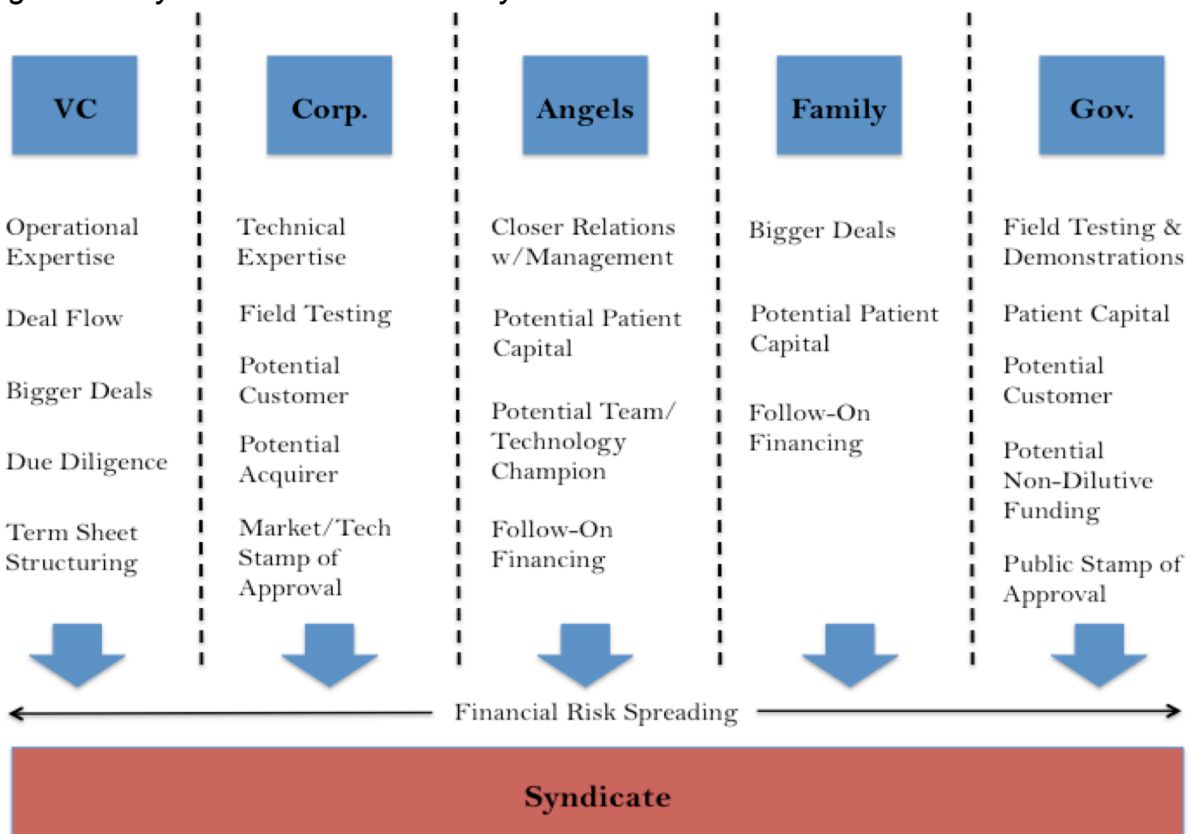 VC
Corp.
Angels
Family
Gov.
Operational
Expertise
Deal Flow
Bigger Deals
Due Diligence
Term Sheet
Structuring
Technical
Expertise
Field Testing
Potential
Customer
Potential
Acquirer
Market/Tech
Stamp of
Approval
Closer Relations
w/Management
Potential Patient
Capital
Potential Team/
Technology
Champion
Follow-On
Financing
Bigger Deals
Potential Patient
Capital
Follow-On
Financing
Field Testing &
Demonstrations
Patient Capital
Potential
Customer
Potential
Non-Dilutive
Funding
Public Stamp of
Approval
Financial Risk Spreading
Syndicate